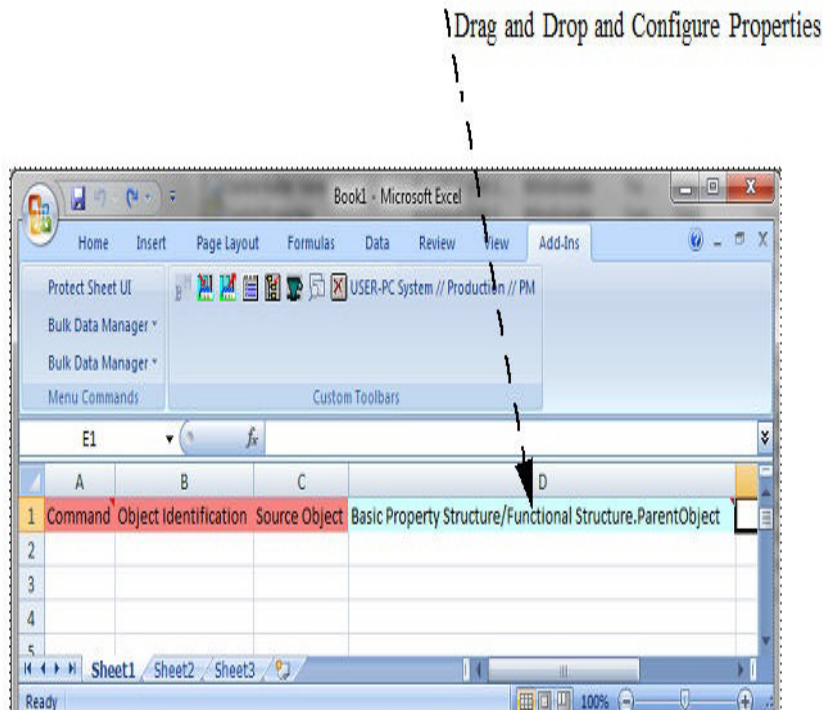 Drag and Drop and Configure Properties
Book1 - Microsoft Excel
Home Insert Page Layout Formulas Data Review View Add-Ins
Protect Sheet UI
USER-PC System // Production // PM
Bulk Data Manager
Bulk Data Manager
Menu Commands Custom Toolbars
E1 fx
A B C D
1 Command Object Identification Source Object Basic Property Structure/Functional Structure.ParentObject
2
3
4
5
Sheet1 Sheet2 Sheet3
Ready 100%